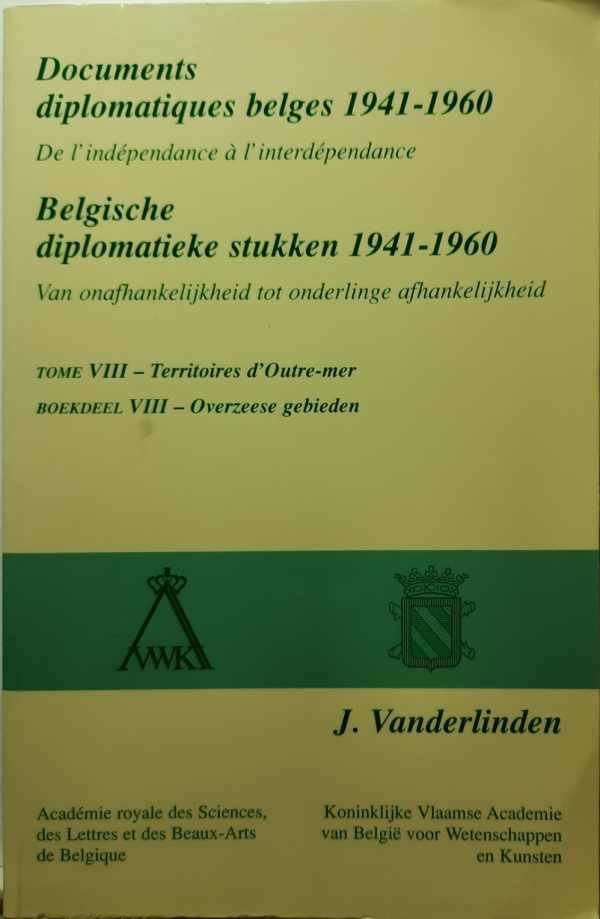 Documents
diplomatiques belges 1941-1960
De l'indépendance à l'interdépendance
Belgische
diplomatieke stukken 1941-1960
Van onafhankelijkheid tot onderlinge afhankelijkheid
TOME VIII – Territoires d'Outre-mer
BOEKDEEL VIII – Overzeese gebieden
VWK
J. Vanderlinden
Académie royale des Sciences,
des Lettres et des Beaux-Arts
de Belgique
Koninklijke Vlaamse Academie
van België voor Wetenschappen
en Kunsten